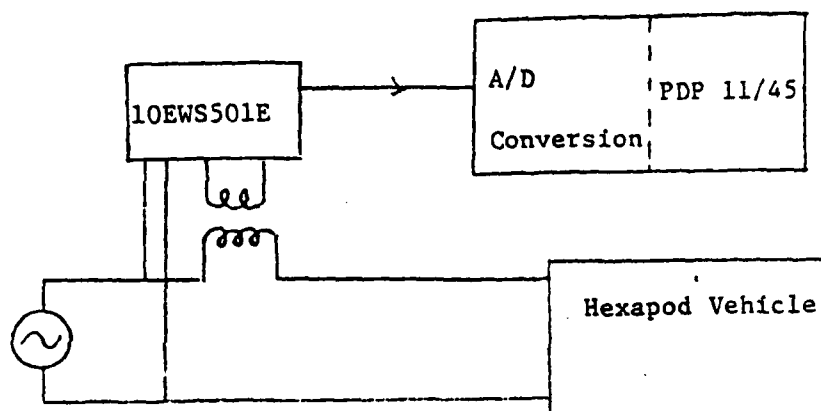 10EWS501E
A/D
Conversion
PDP 11/45
Hexapod Vehicle